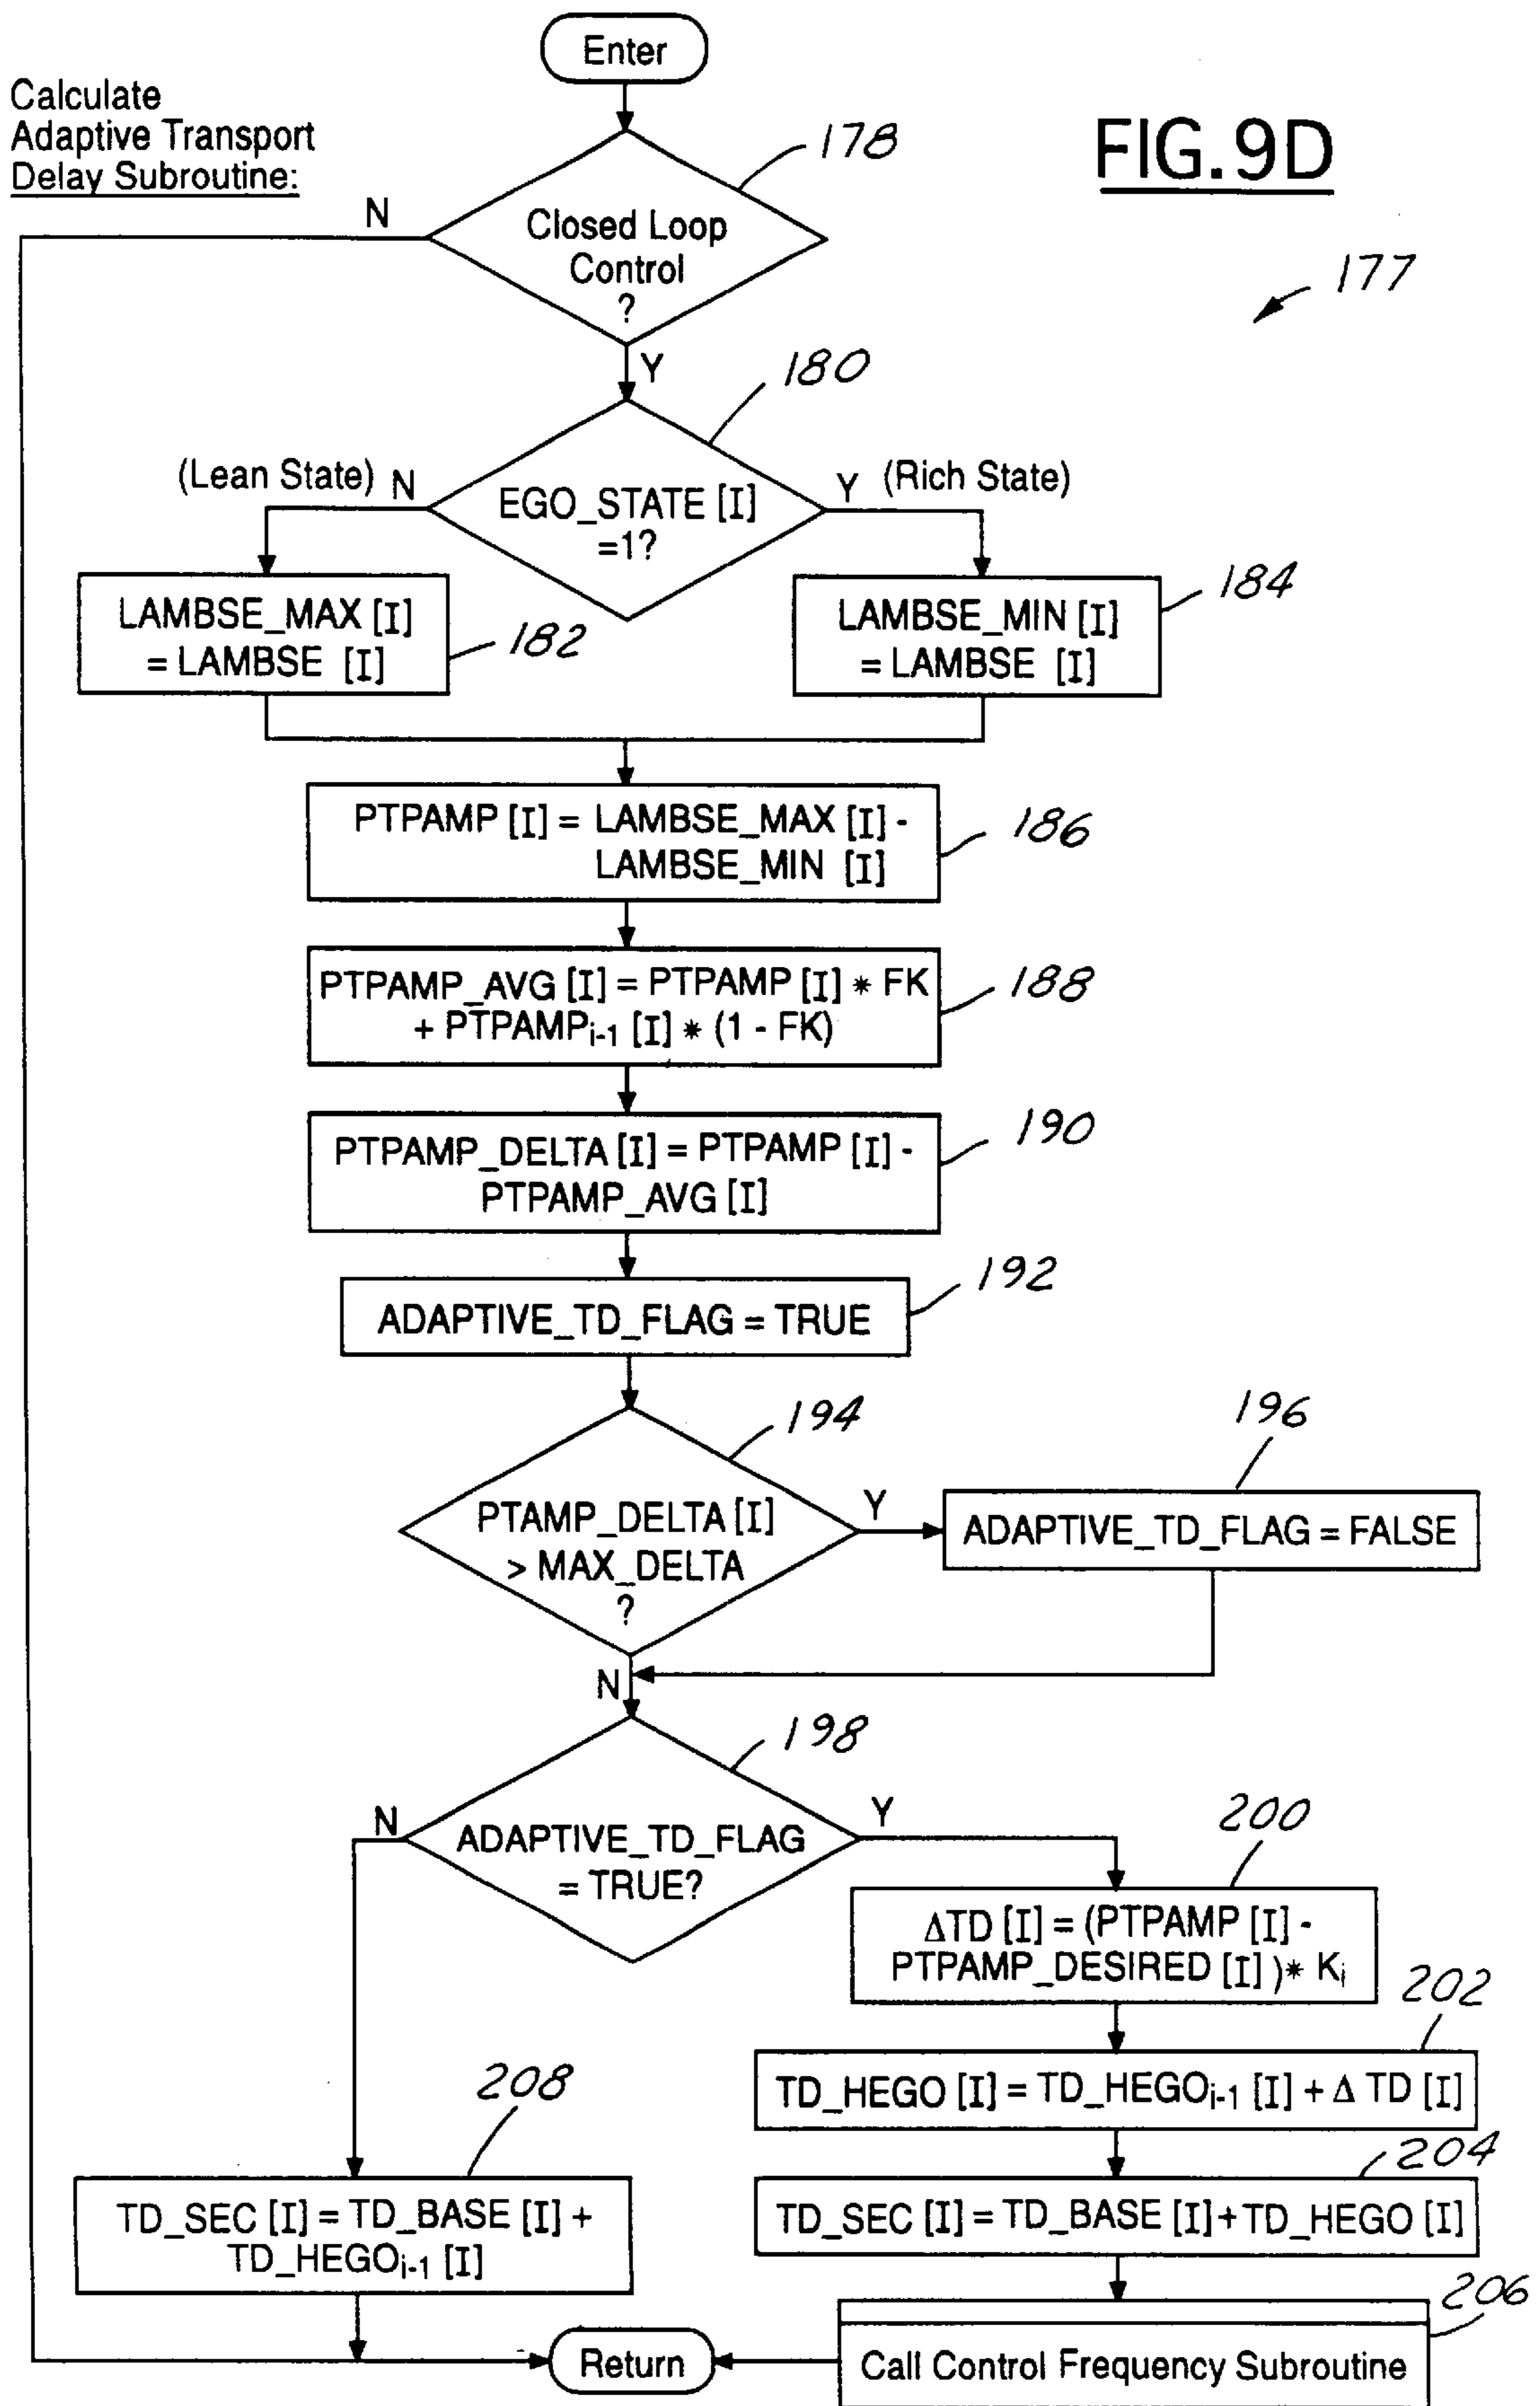 Enter
Calculate
Adaptive Transport
Delay Subroutine:
FIG.9D
178
N
Closed Loop
Control
?
177
Y
180
(Lean State) N
Y (Rich State)
EGO_STATE [I]
=1?
LAMBSE_MAX [I]
= LAMBSE [I]
182
LAMBSE_MIN [I]
= LAMBSE [I]
184
PTPAMP [I] = LAMBSE_MAX [I] -
LAMBSE_MIN [I]
186
PTPAMP_AVG [I] = PTPAMP [I] * FK
+ PTPAMPi-1 [I] * (1 - FK)
188
PTPAMP_DELTA [I] = PTPAMP [I] -
PTPAMP_AVG [I]
190
192
ADAPTIVE_TD_FLAG = TRUE
194
196
PTAMP_DELTA [I]
> MAX_DELTA
?
Y
ADAPTIVE_TD_FLAG = FALSE
N
198
N
Y
ADAPTIVE_TD_FLAG
= TRUE?
200
ΔTD [I] = (PTPAMP [I] -
PTPAMP_DESIRED [I] )* Ki
202
TD_HEGO [I] = TD_HEGOi-1 [I] + Δ TD [I]
204
208
TD_SEC [I] = TD_BASE [I] +
TD_HEGOi-1 [I]
TD_SEC [I] = TD_BASE [I]+TD_HEGO [I]
206
Return
Call Control Frequency Subroutine